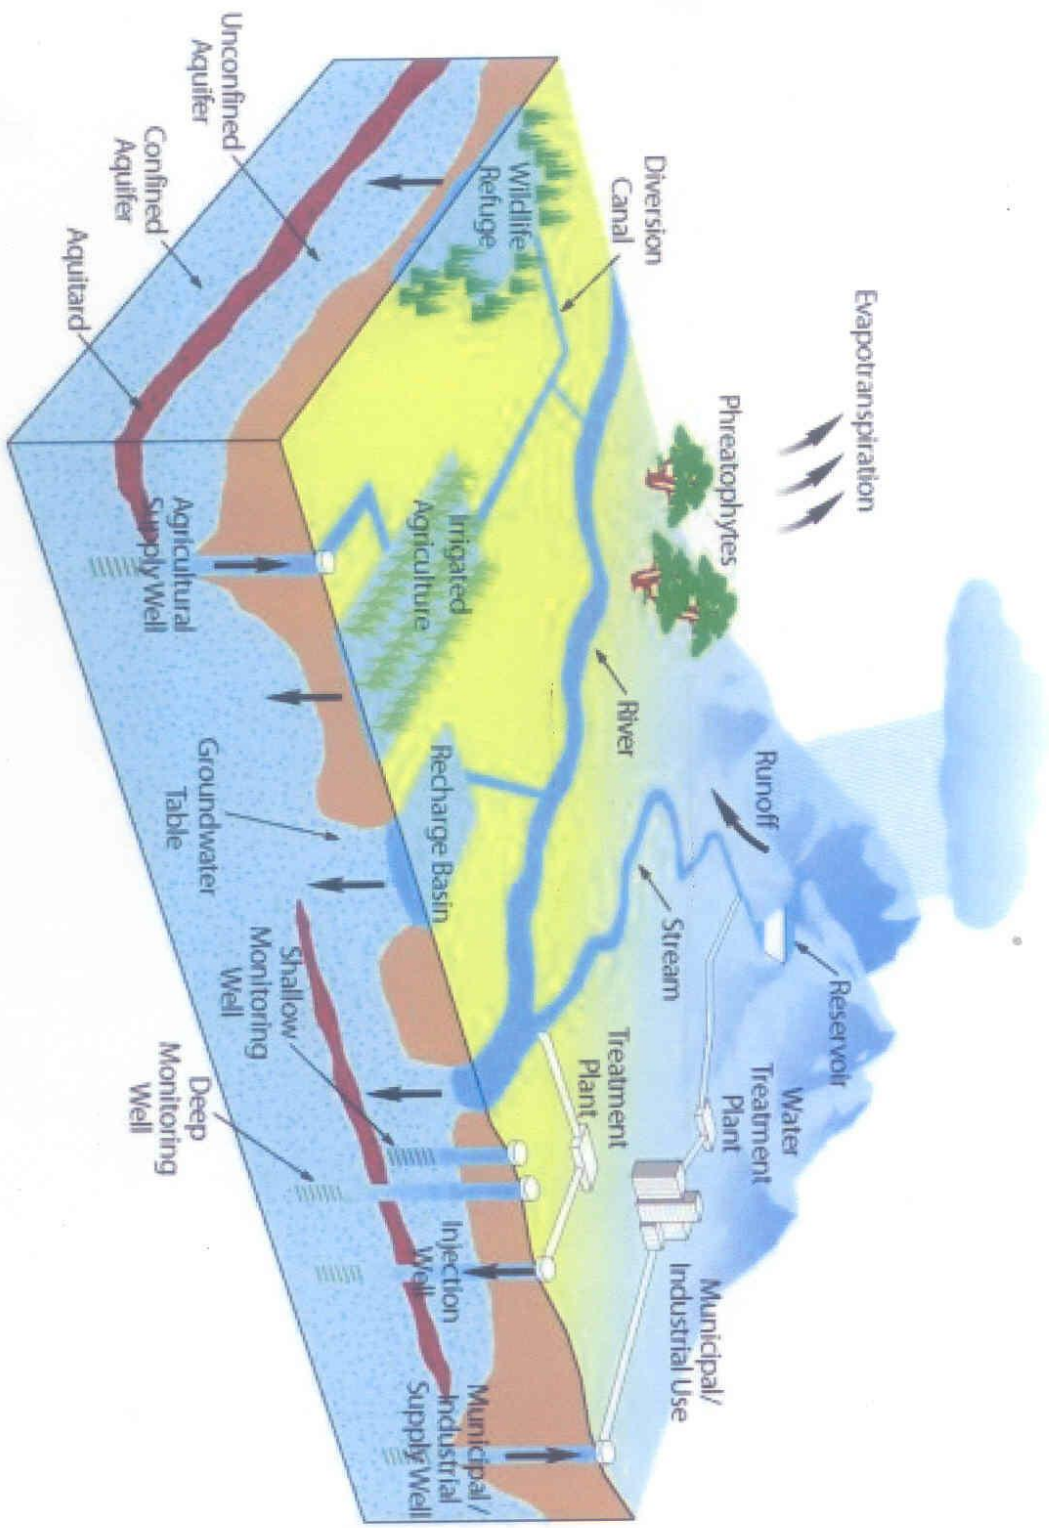 Evapotranspiration
Phreatophytes
Diversion
Canal
Wildlife
Refuge
Unconfined
Aquifer
Confined
Aquifer
Aquitard
Irrigated
Agriculture
Agricultural
Supply Well
River
Runoff
Reservoir
Stream
Recharge Basin
Groundwater
Table
Water
Treatment
Plant
Treatment
Plant
Municipal/
Industrial Use
Shallow
Monitoring
Well
Deep
Monitoring
Well
Injection
Well
Municipal/
Industrial
Supply Well